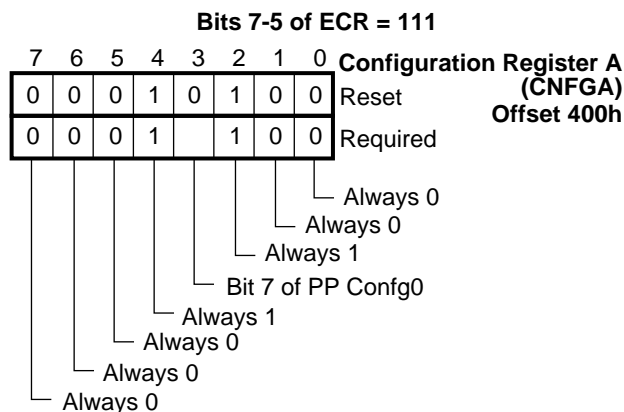 Bits 7-5 of ECR = 111
7 6 5 4 3 2 1 0 Configuration Register A
(CNFGA)
Offset 400h
0 0 0 1 0 1 0 0 Reset
0 0 0 1 1 0 0 Required
Always 0
Always 0
Always 1
Bit 7 of PP Confg0
Always 1
Always 0
Always 0
Always 0